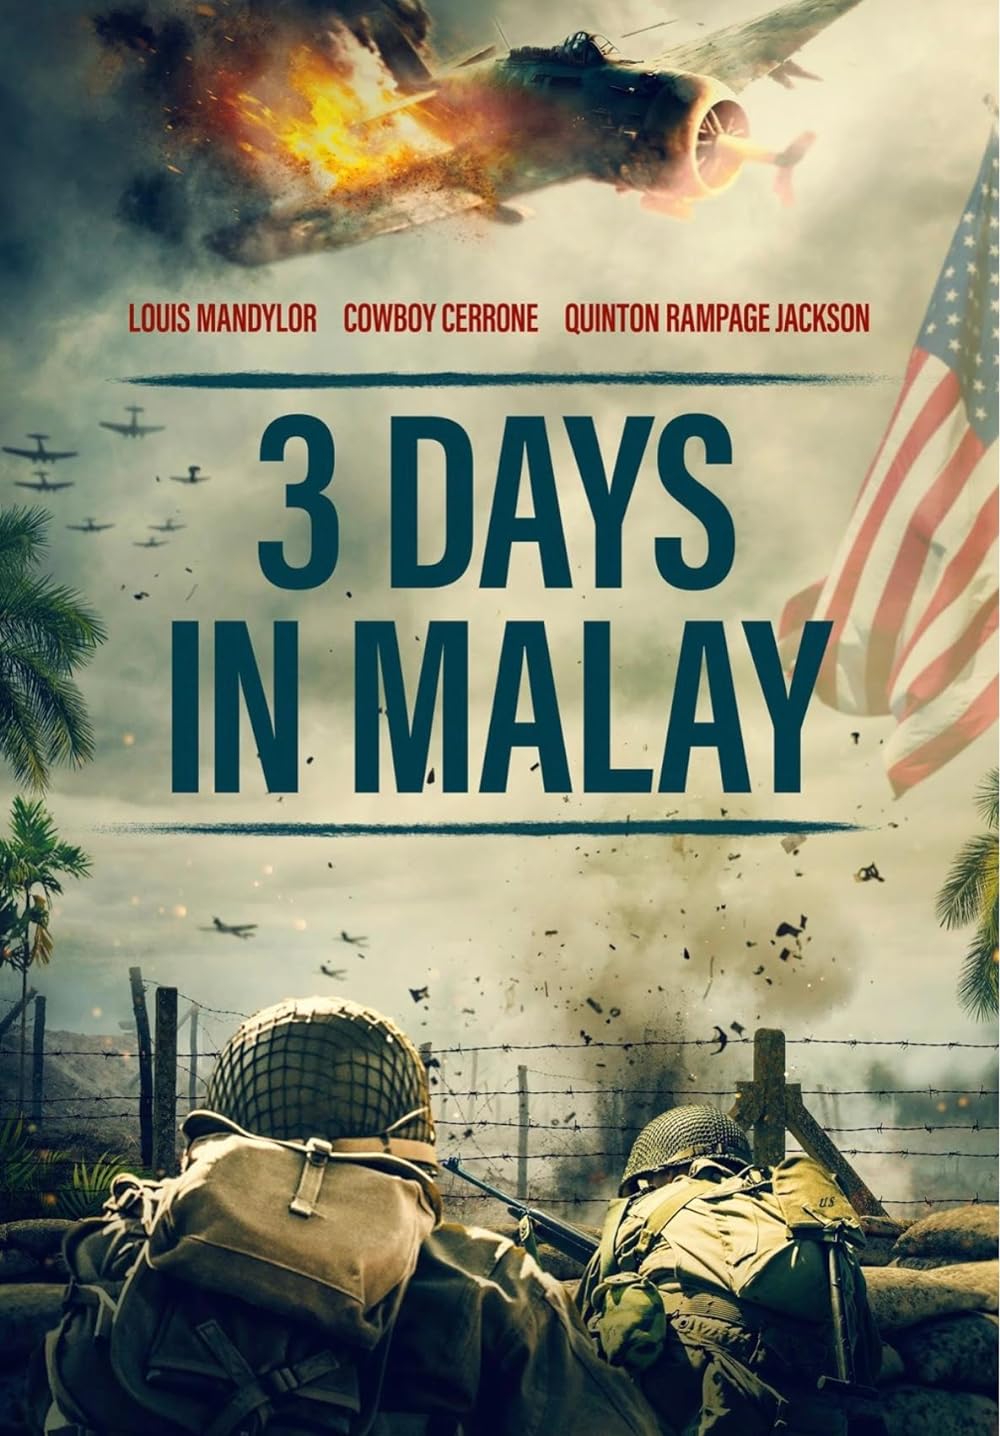 LOUIS MANDYLOR COWBOY CERRONE QUINTON RAMPAGE JACKSON
3 DAYS
IN MALAY
U.S